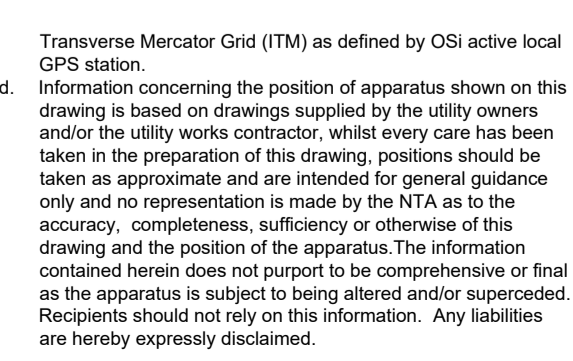 Transverse Mercator Grid (ITM) as defined by OSi active local
GPS station.
d. Information concerning the position of apparatus shown on this
drawing is based on drawings supplied by the utility owners
and/or the utility works contractor, whilst every care has been
taken in the preparation of this drawing, positions should be
taken as approximate and are intended for general guidance
only and no representation is made by the NTA as to the
accuracy,  completeness, sufficiency or otherwise of this
drawing and the position of the apparatus.The information
contained herein does not purport to be comprehensive or final
as the apparatus is subject to being altered and/or superceded.
Recipients should not rely on this information.  Any liabilities
are hereby expressly disclaimed.